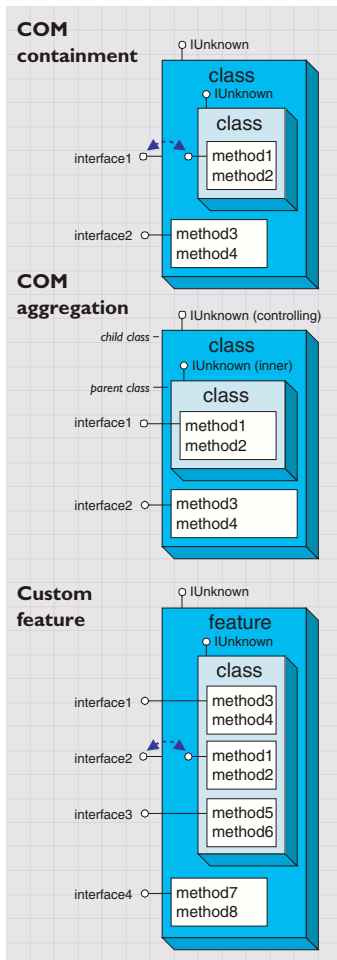 COM
containment
IUnknown
class
IUnknown
class
interface1
method1
method2
interface2
method3
method4
COM
aggregation
IUnknown (controlling)
child class
class
IUnknown (inner)
parent class
class
interface1
method1
method2
interface2
method3
method4
Custom
feature
IUnknown
feature
IUnknown
class
interface1
method3
method4
interface2
method1
method2
interface3
method5
method6
interface4
method7
method8